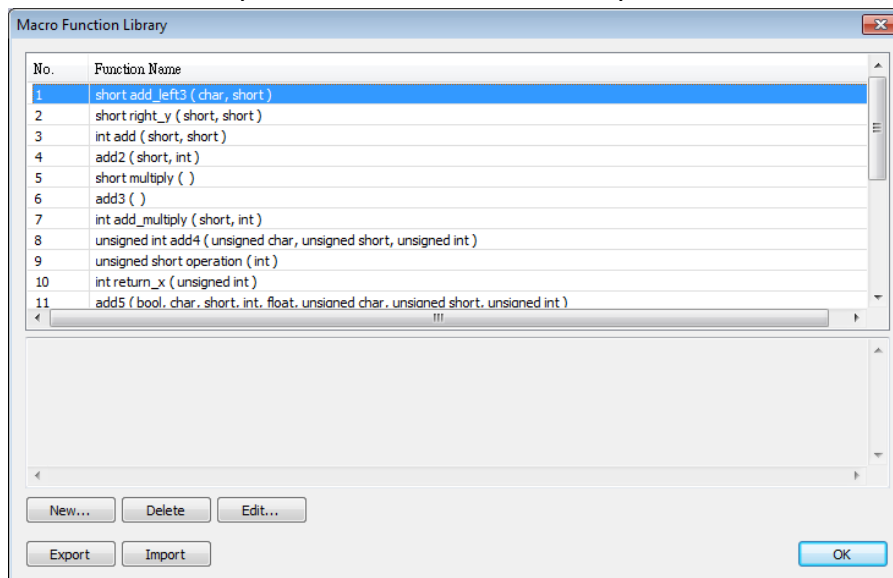 Macro Function Library
No. Function Name
1 short add_left3 ( char, short )
2 short right_y ( short, short )
3 int add ( short, short )
4 add2 ( short, int )
5 short multiply ( )
6 add3 ( )
7 int add_multiply ( short, int )
8 unsigned int add4 ( unsigned char, unsigned short, unsigned int )
9 unsigned short operation ( int )
10 int return_x ( unsigned int )
11 add5 ( bool, char, short, int, float, unsigned char, unsigned short, unsigned int )
New... Delete Edit...
Export Import OK